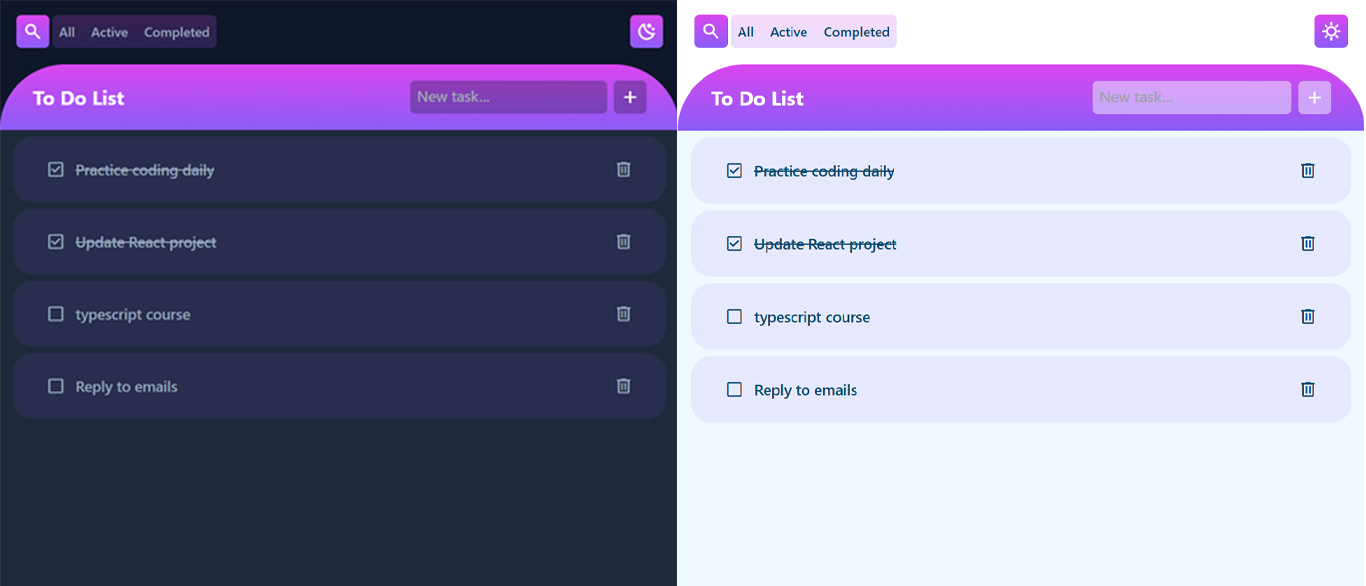 All Active Completed
To Do List New task...
Practice coding daily
Update React project
typescript course
Reply to emails
All Active Completed
To Do List New task...
Practice coding daily
Update React project
typescript course
Reply to emails